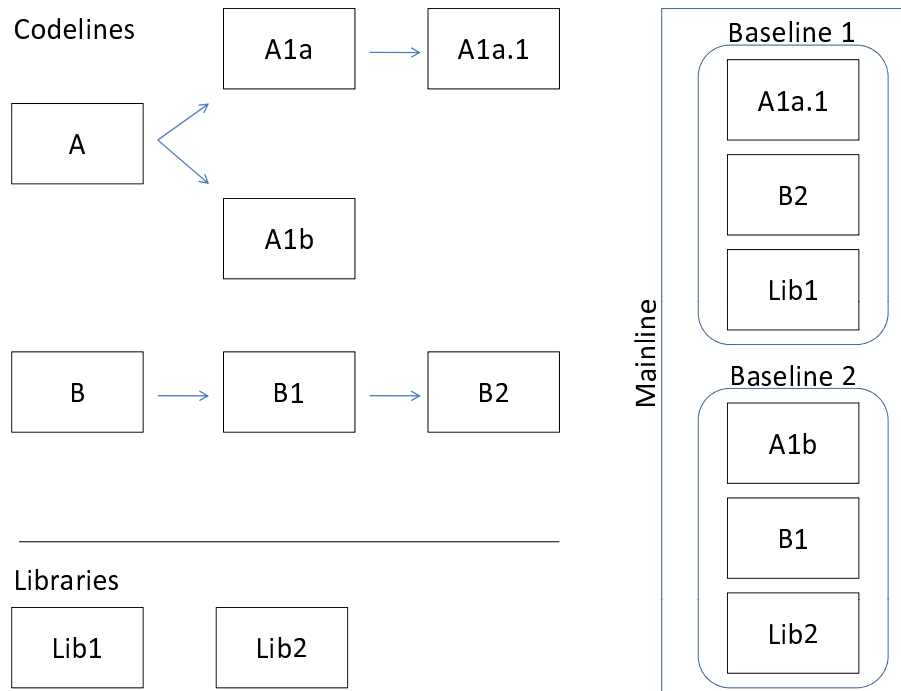 Codelines
A
A1a
A1a.1
A1b
B
B1
B2
Libraries
Lib1
Lib2
Mainline
Baseline 1
A1a.1
B2
Lib1
Baseline 2
A1b
B1
Lib2